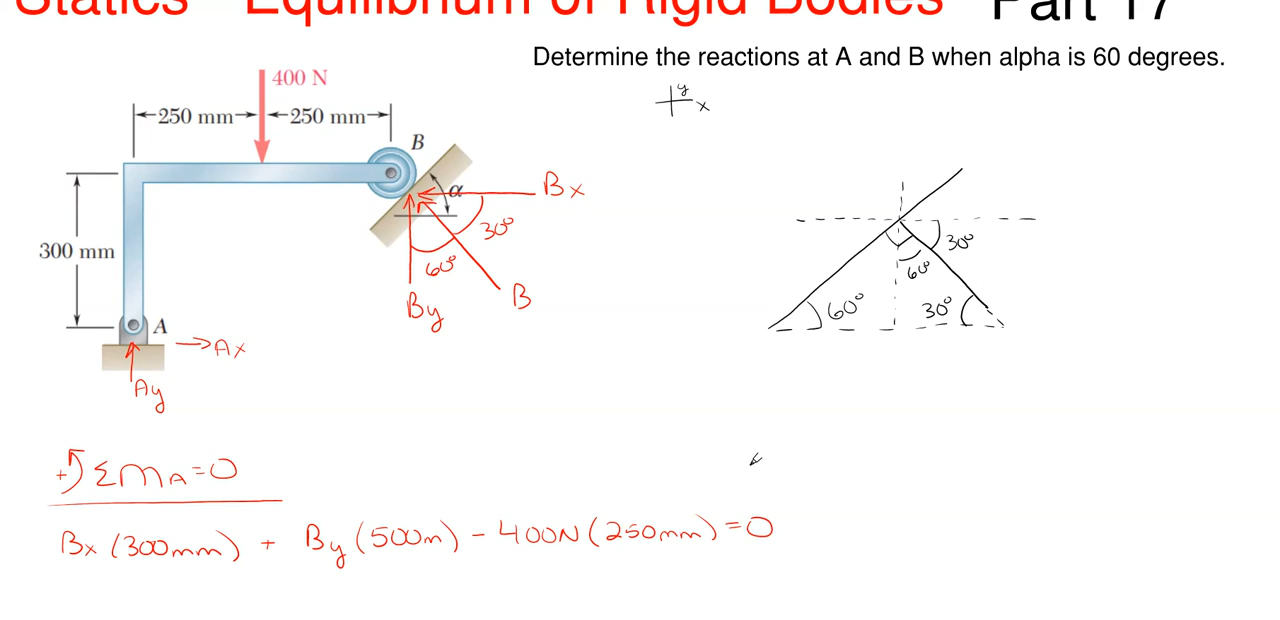 Statics Equilibrium of Rigid Bodies Part 17
Determine the reactions at A and B when alpha is 60 degrees.
400 N
y
x
250 mm
250 mm
B
α
Bx
30°
60°
B
By
300 mm
A
Ax
Ay
30°
60°
60°
30°
+ΣMA=0
Bx (300mm) + By (500m) - 400N (250mm) = 0